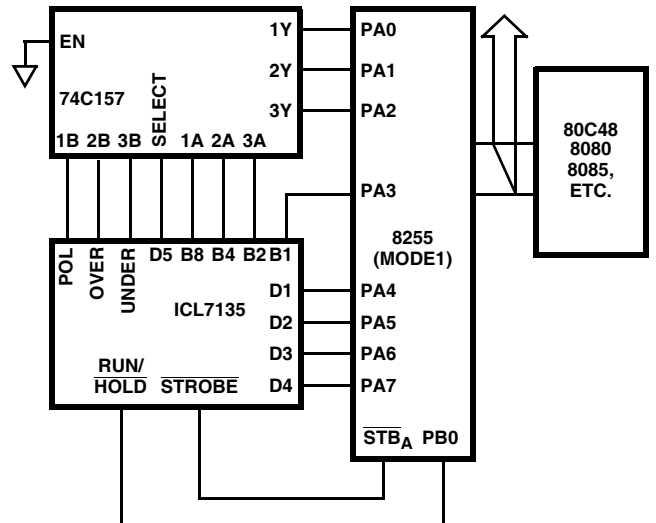 EN
74C157
1Y
2Y
3Y
1B 2B 3B SELECT 1A 2A 3A
PA0
PA1
PA2
PA3
8255
(MODE1)
PA4
PA5
PA6
PA7
STBA PB0
80C48
8080
8085,
ETC.
POL OVER UNDER D5 B8 B4 B2 B1
ICL7135
D1
D2
D3
D4
RUN/
HOLD STROBE